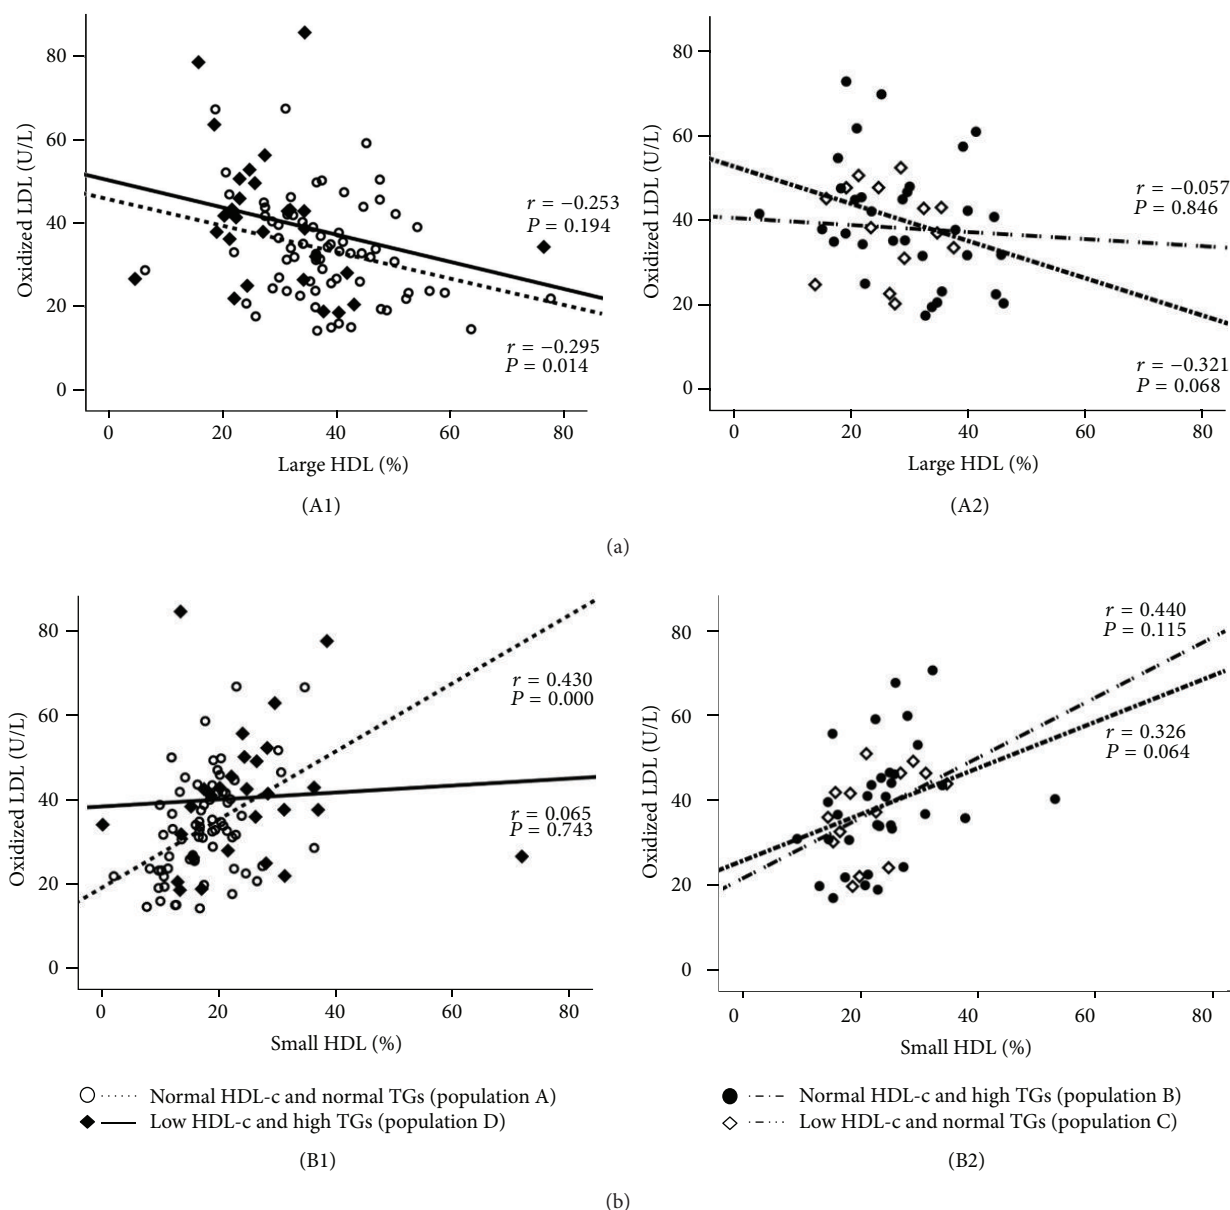 80
60
40
20
0
Oxidized LDL (U/L)
r = −0.253
P = 0.194
r = −0.295
P = 0.014
0 20 40 60 80
Large HDL (%)
(A1)
80
60
40
20
0
Oxidized LDL (U/L)
r = −0.057
P = 0.846
r = −0.321
P = 0.068
0 20 40 60 80
Large HDL (%)
(A2)
(a)
80
60
40
20
0
Oxidized LDL (U/L)
r = 0.430
P = 0.000
r = 0.065
P = 0.743
0 20 40 60 80
Small HDL (%)
Normal HDL-c and normal TGs (population A)
Low HDL-c and high TGs (population D)
(B1)
80
60
40
20
0
Oxidized LDL (U/L)
r = 0.440
P = 0.115
r = 0.326
P = 0.064
0 20 40 60 80
Small HDL (%)
Normal HDL-c and high TGs (population B)
Low HDL-c and normal TGs (population C)
(B2)
(b)